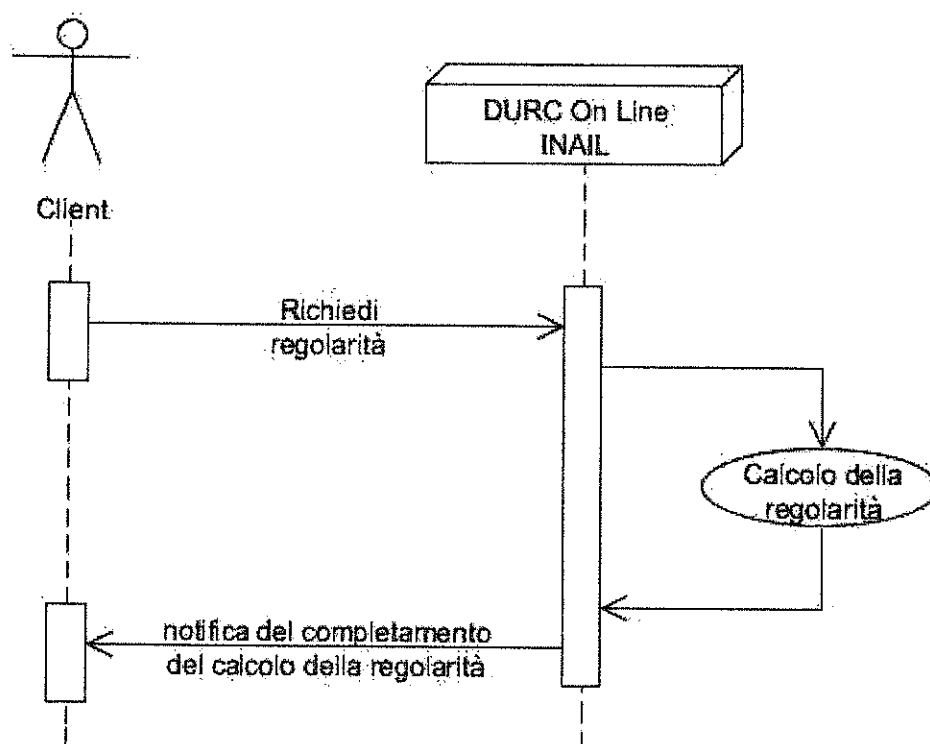 DURC On Line
INAIL
Client
Richiedi
regolarità
Calcolo della
regolarità
notifica del completamento
del calcolo della regolarità